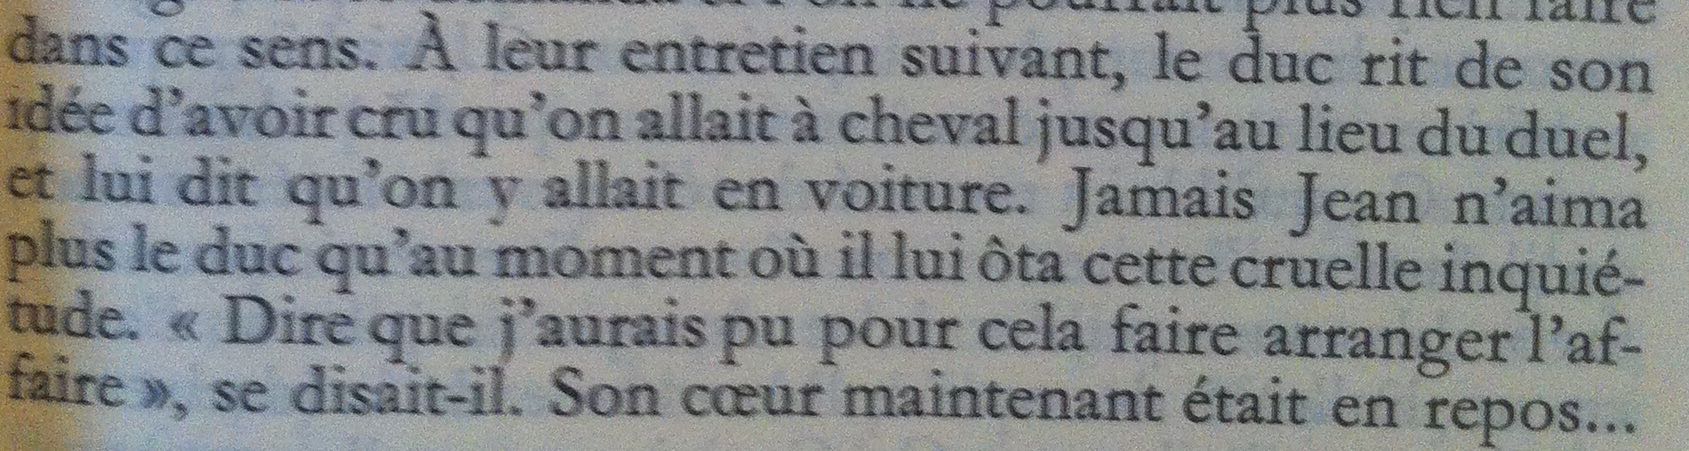 plus rien faire
dans ce sens. À leur entretien suivant, le duc rit de son
idée d'avoir cru qu'on allait à cheval jusqu'au lieu du duel,
et lui dit qu'on y allait en voiture. Jamais Jean n'aima
plus le duc qu'au moment où il lui ôta cette cruelle inquié-
tude. « Dire que j'aurais pu pour cela faire arranger l'af-
faire », se disait-il. Son cœur maintenant était en repos...